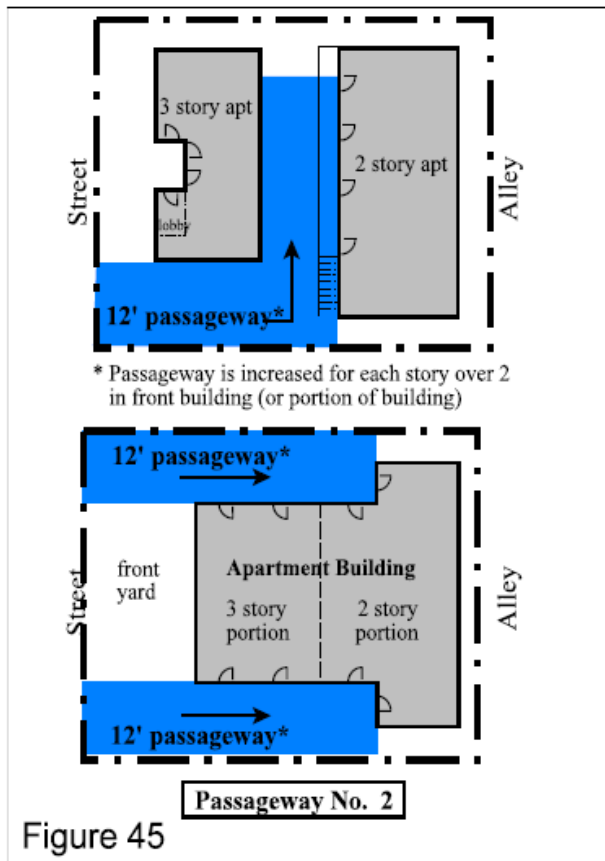 3 story apt
2 story apt
Street
Alley
lobby
12' passageway*
* Passageway is increased for each story over 2
in front building (or portion of building)
12' passageway*
Street
front
yard
Apartment Building
3 story
portion
2 story
portion
Alley
12' passageway*
Passageway No. 2
Figure 45